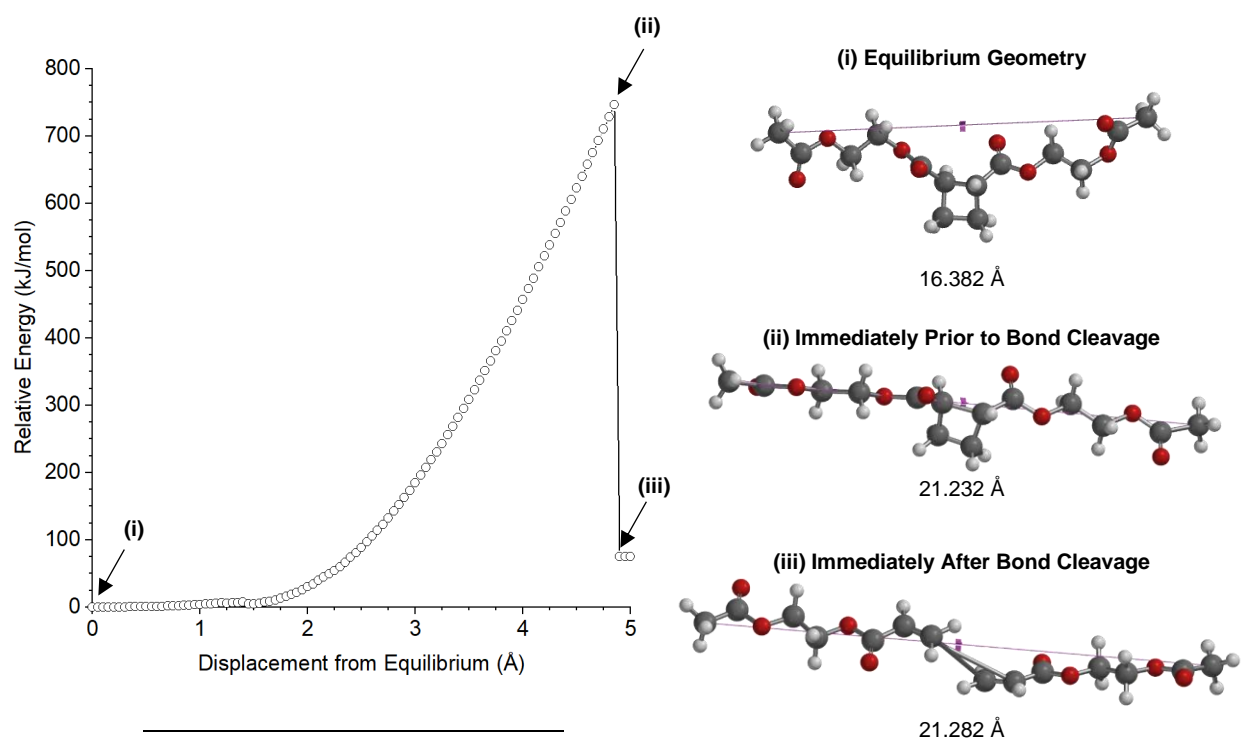 (ii)
800
700
600
500
400
300
200
100
0
Relative Energy (kJ/mol)
(i)
(iii)
0 1 2 3 4 5
Displacement from Equilibrium (Å)
(i) Equilibrium Geometry
16.382 Å
(ii) Immediately Prior to Bond Cleavage
21.232 Å
(iii) Immediately After Bond Cleavage
21.282 Å